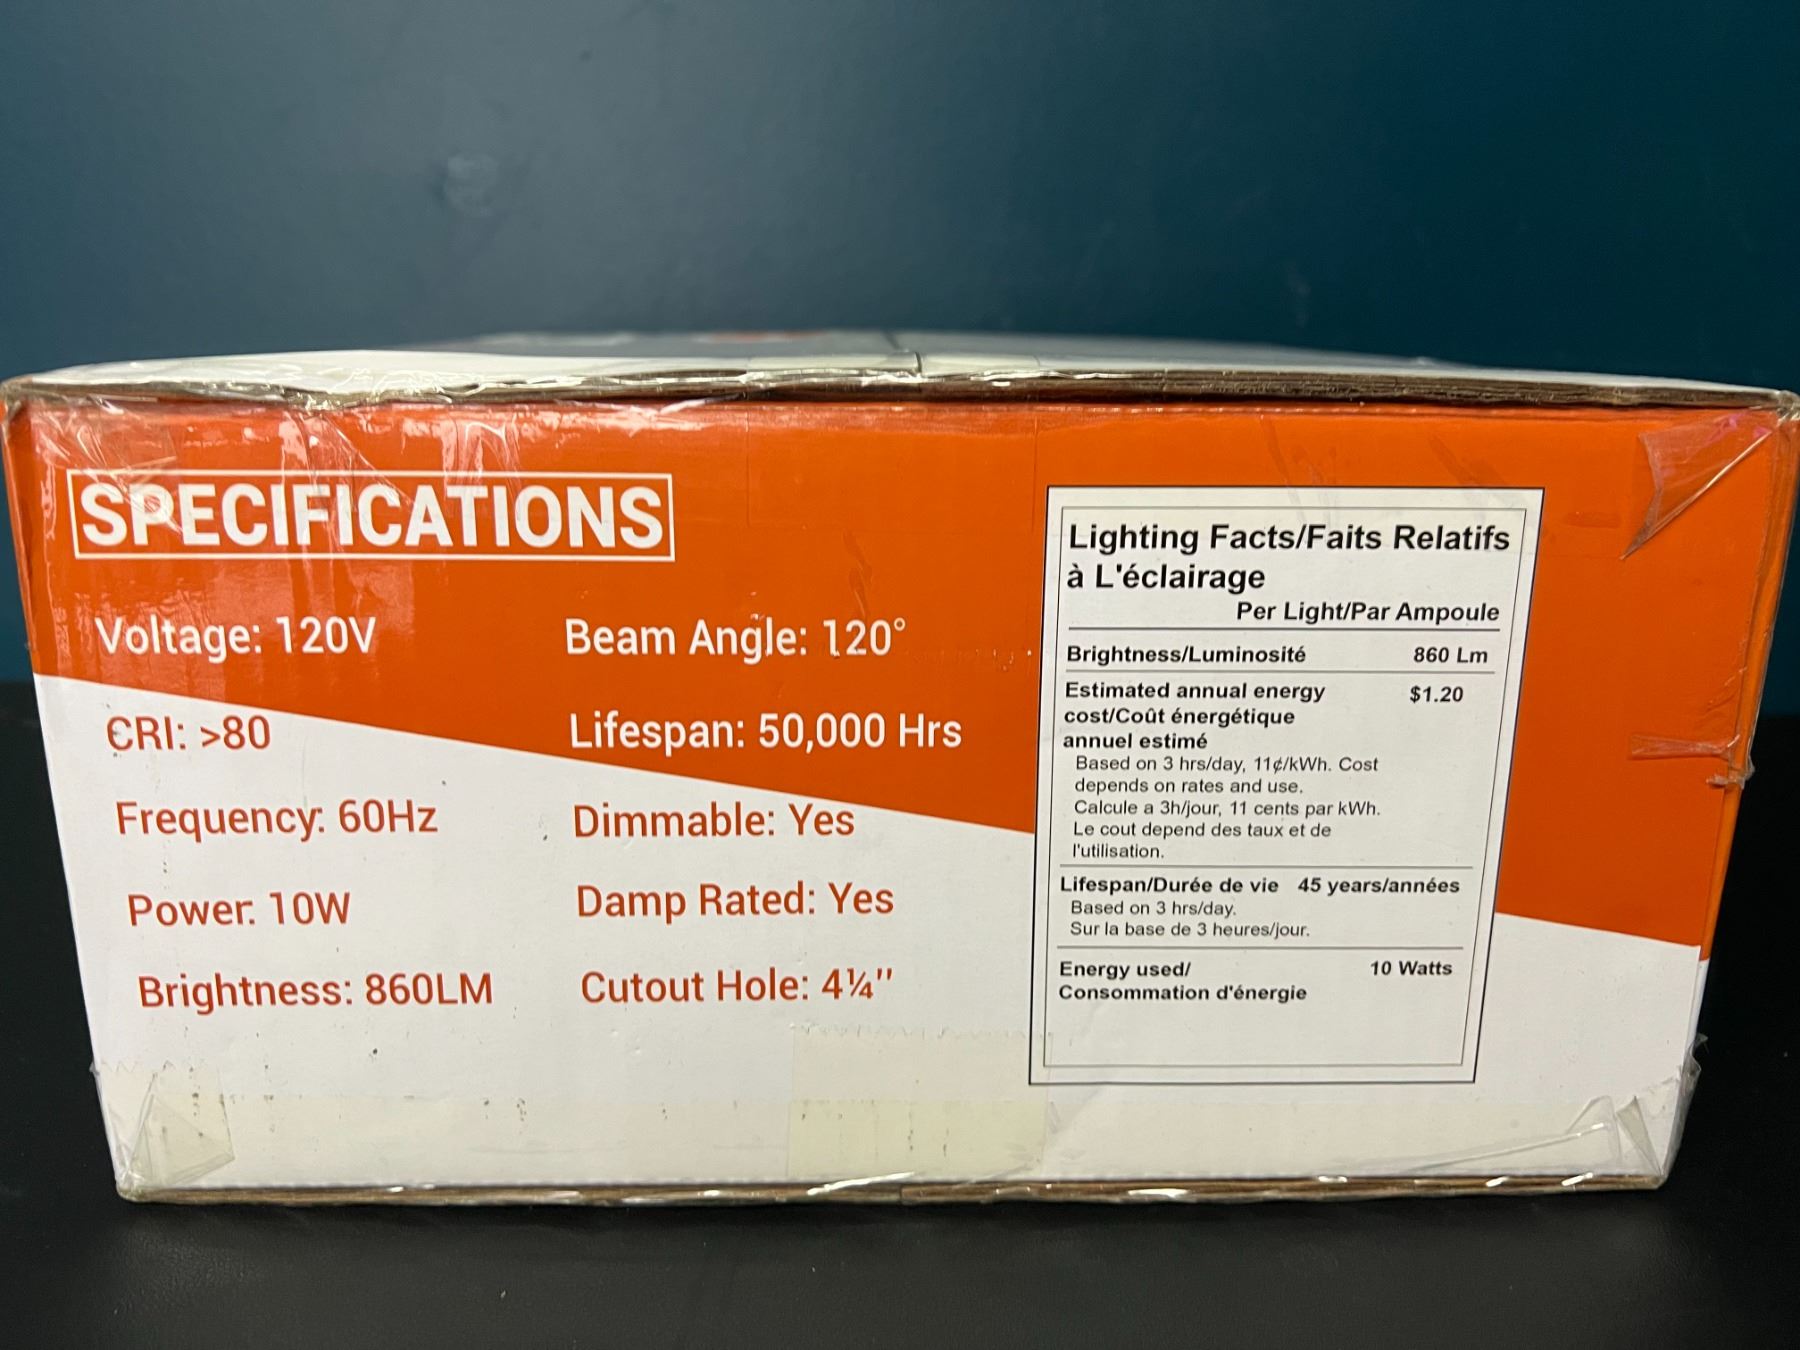 SPECIFICATIONS
Voltage: 120V
CRI: >80
Frequency: 60Hz
Power: 10W
Brightness: 860LM
Beam Angle: 120°
Lifespan: 50,000 Hrs
Dimmable: Yes
Damp Rated: Yes
Cutout Hole: 4¼"
Lighting Facts/Faits Relatifs
à L'éclairage
Per Light/Par Ampoule
Brightness/Luminosité 860 Lm
Estimated annual energy $1.20
cost/Coût énergétique
annuel estimé
Based on 3 hrs/day, 11¢/kWh. Cost
depends on rates and use.
Calcule a 3h/jour, 11 cents par kWh.
Le cout depend des taux et de
l'utilisation.
Lifespan/Durée de vie 45 years/années
Based on 3 hrs/day.
Sur la base de 3 heures/jour.
Energy used/ 10 Watts
Consommation d'énergie